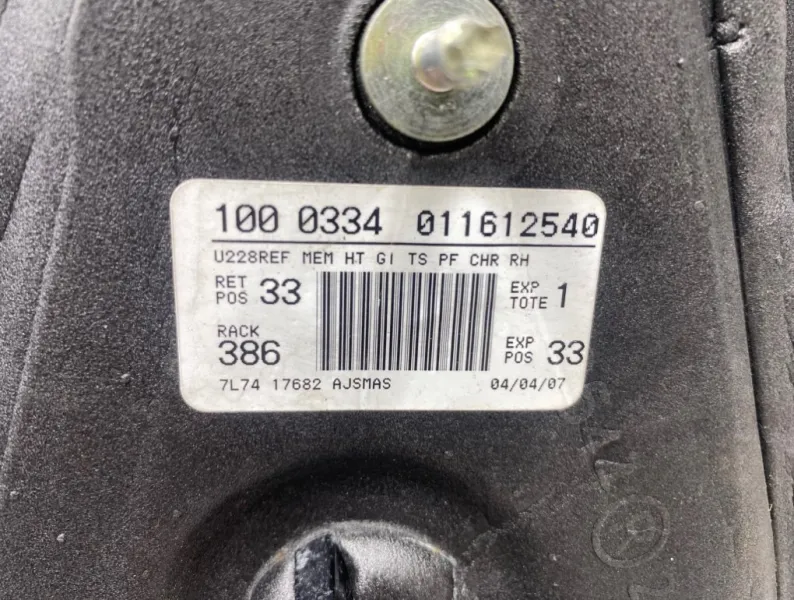 100 0334 011612540
U228REF MEM HT GI TS PF CHR RH
RET POS 33
EXP TOTE 1
RACK 386
EXP POS 33
7L74 17682 AJSMAS
04/04/07